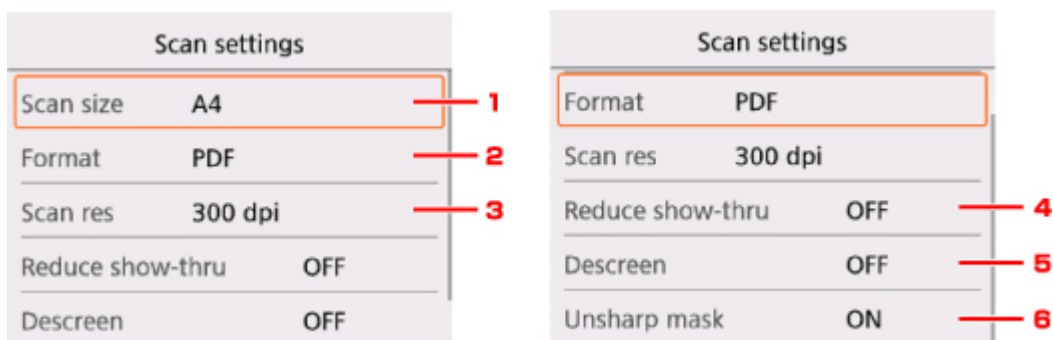 Scan settings
Scan size A4 1
Format PDF 2
Scan res 300 dpi 3
Reduce show-thru OFF
Descreen OFF
Scan settings
Format PDF
Scan res 300 dpi
Reduce show-thru OFF 4
Descreen OFF 5
Unsharp mask ON 6